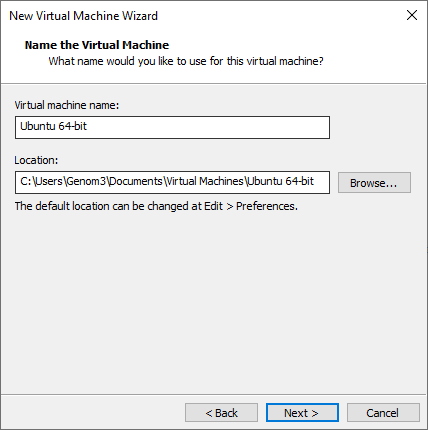 New Virtual Machine Wizard
Name the Virtual Machine
What name would you like to use for this virtual machine?
Virtual machine name:
Ubuntu 64-bit
Location:
C:\Users\Genom3\Documents\Virtual Machines\Ubuntu 64-bit
Browse...
The default location can be changed at Edit > Preferences.
< Back Next > Cancel